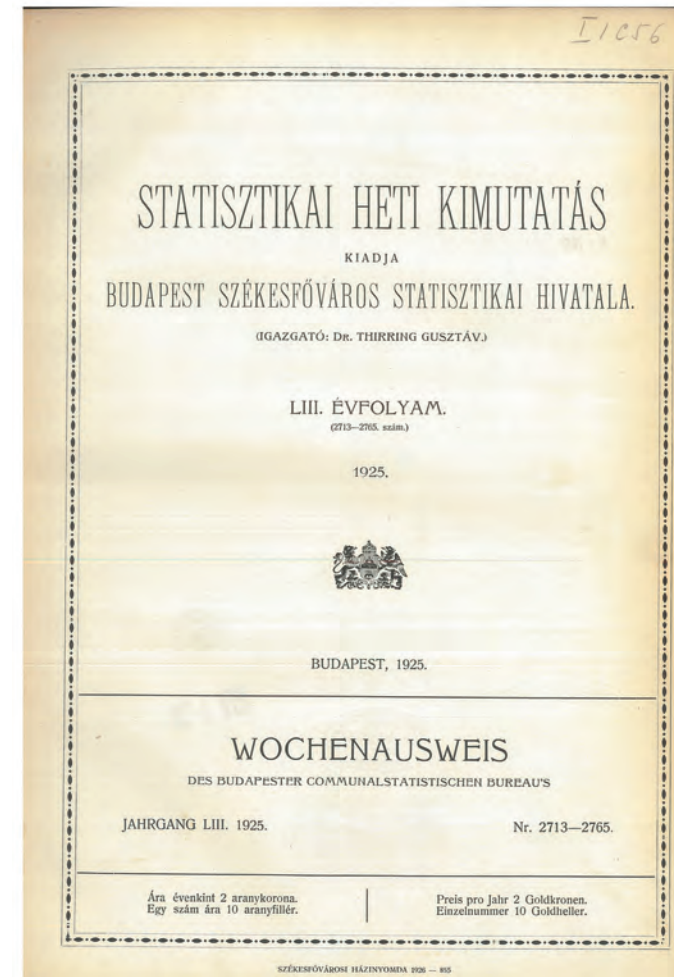 I/C56
STATISZTIKAI HETI KIMUTATÁS
KIADJA
BUDAPEST SZÉKESFŐVÁROS STATISZTIKAI HIVATALA.
(IGAZGATÓ: DR. THIRRING GUSZTÁV.)
LIII. ÉVFOLYAM.
(2713—2765. szám.)
1925.
BUDAPEST, 1925.
WOCHENAUSWEIS
DES BUDAPESTER COMMUNALSTATISTISCHEN BUREAU'S
JAHRGANG LIII. 1925.
Nr. 2713—2765.
Ára évenkint 2 aranykorona.
Egy szám ára 10 aranyfillér.
Preis pro Jahr 2 Goldkronen.
Einzelnummer 10 Goldheller.
SZÉKESFŐVÁROSI HÁZINYOMDA 1926 — 815